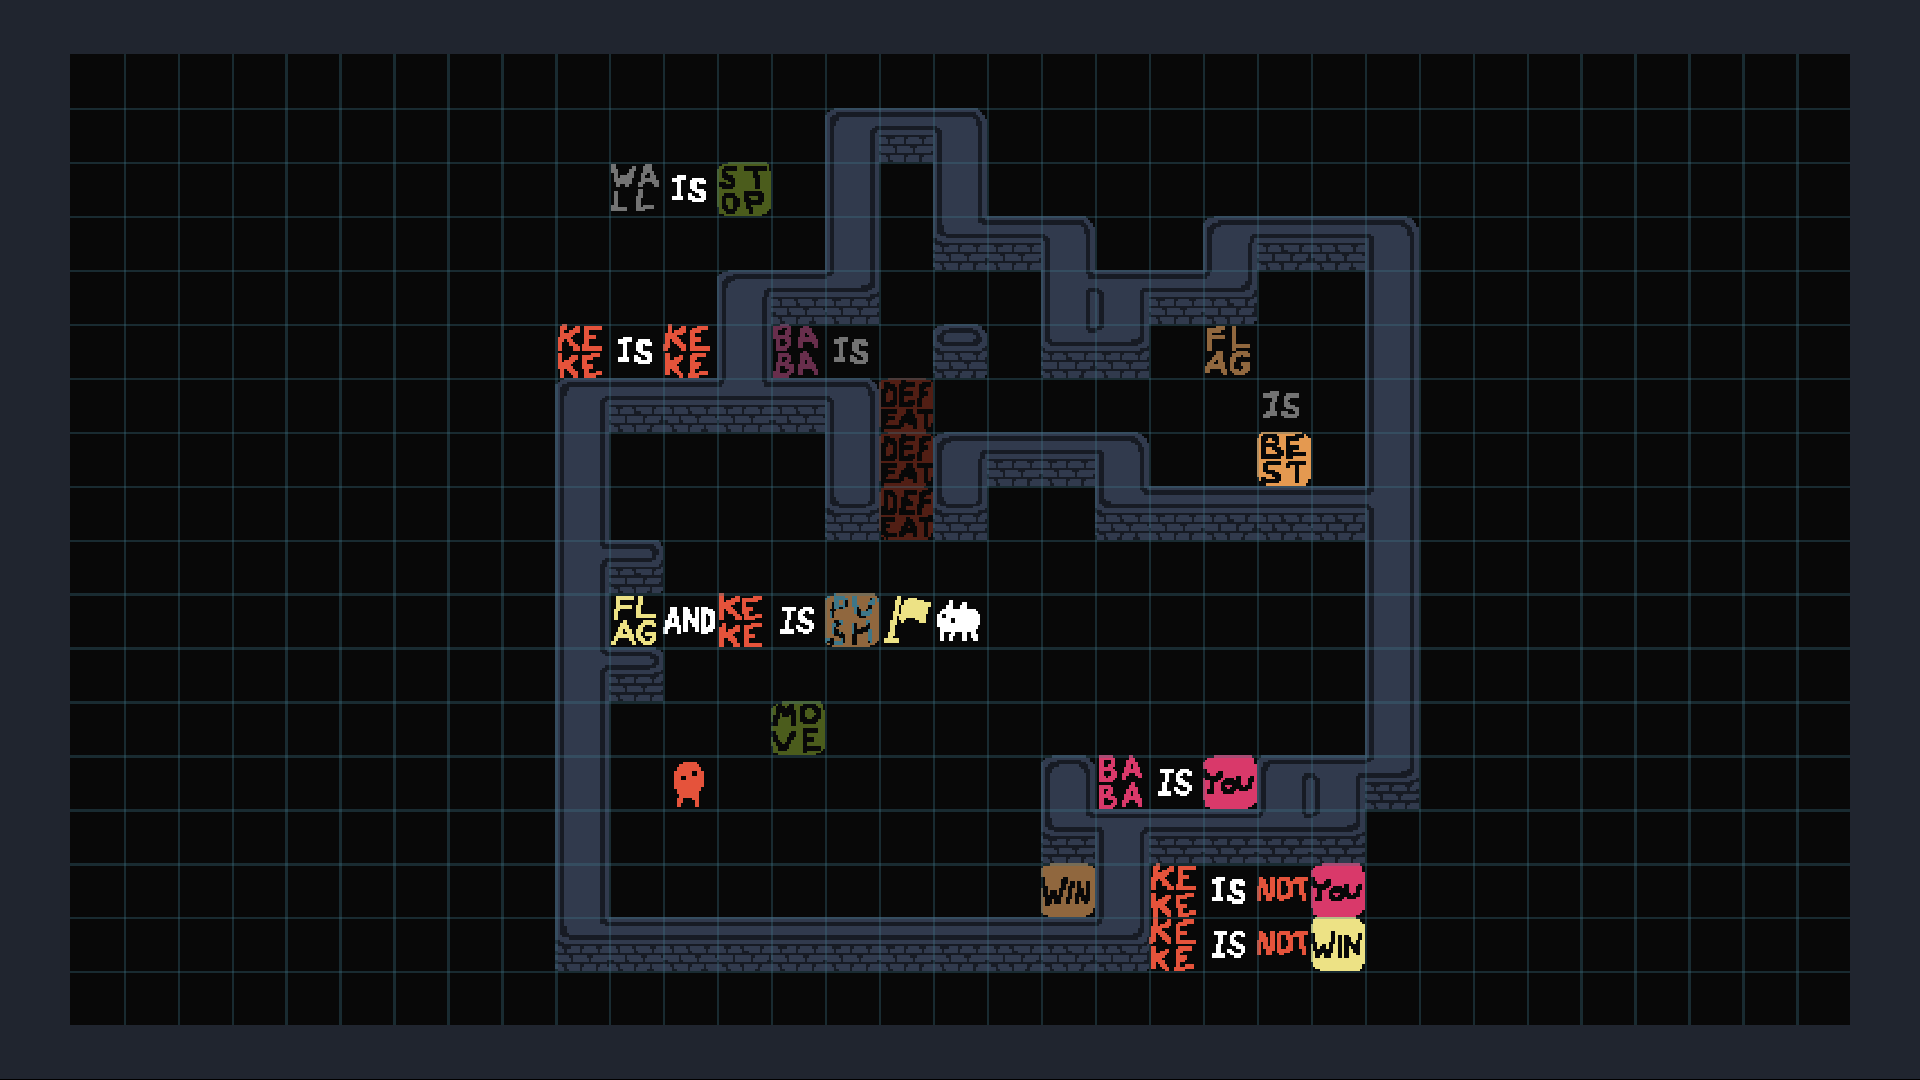 WALL IS STOP
KEKE IS KEKE BABA IS FLAG
DEFEAT IS
DEFEAT BEST
DEFEAT
FLAG AND KEKE IS PUSH
MOVE
BABA IS YOU
WIN KEKE IS NOT YOU
KEKE IS NOT WIN